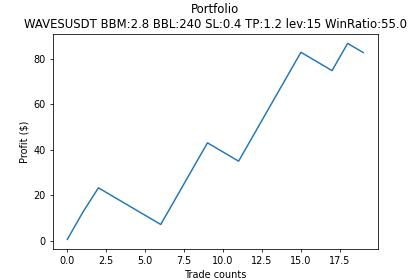 Portfolio
WAVESUSDT BBM:2.8 BBL:240 SL:0.4 TP:1.2 lev:15 WinRatio:55.0
80
60
40
20
0
Profit ($)
0.0 2.5 5.0 7.5 10.0 12.5 15.0 17.5
Trade counts